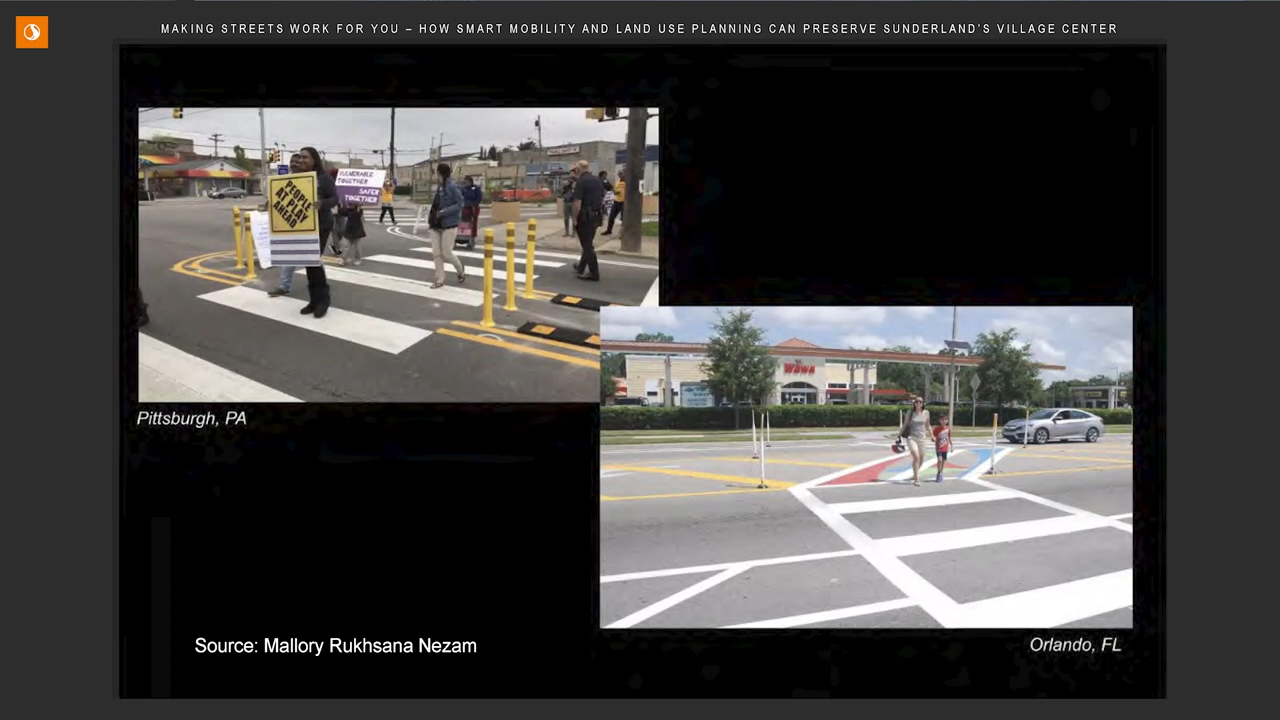 MAKING STREETS WORK FOR YOU – HOW SMART MOBILITY AND LAND USE PLANNING CAN PRESERVE SUNDERLAND'S VILLAGE CENTER
PEOPLE
AT PLAY
AHEAD
VULNERABLE
TOGETHER
SAFER
TOGETHER
Pittsburgh, PA
Wawa
Source: Mallory Rukhsana Nezam
Orlando, FL